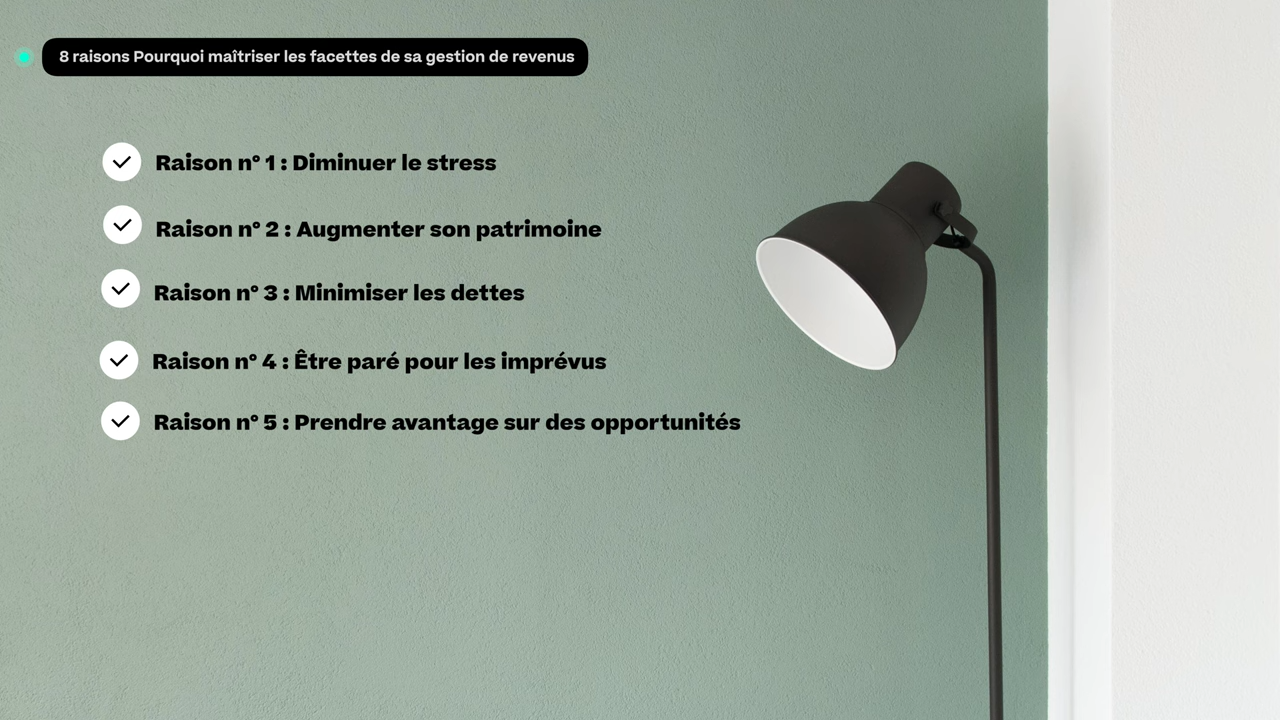 8 raisons Pourquoi maîtriser les facettes de sa gestion de revenus
Raison n° 1 : Diminuer le stress
Raison n° 2 : Augmenter son patrimoine
Raison n° 3 : Minimiser les dettes
Raison n° 4 : Être paré pour les imprévus
Raison n° 5 : Prendre avantage sur des opportunités